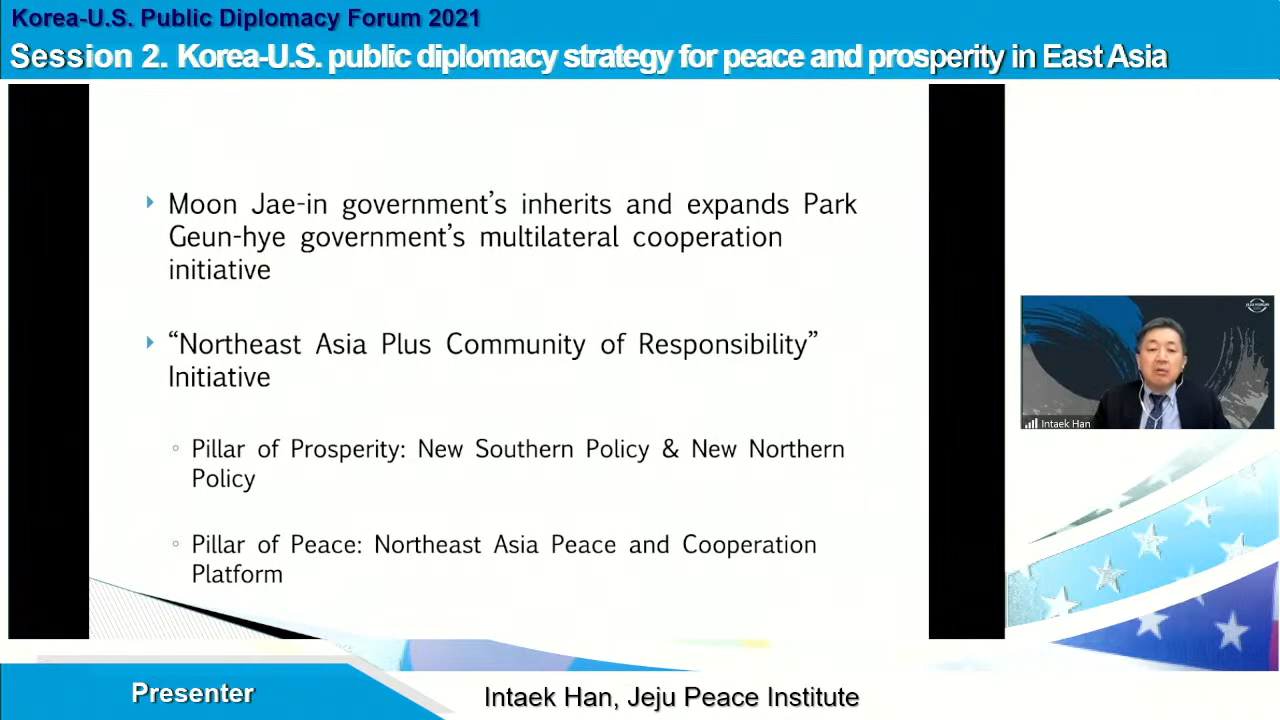 Korea-U.S. Public Diplomacy Forum 2021
Session 2. Korea-U.S. public diplomacy strategy for peace and prosperity in East Asia
Moon Jae-in government’s inherits and expands Park
Geun-hye government’s multilateral cooperation
initiative
“Northeast Asia Plus Community of Responsibility”
Initiative
Pillar of Prosperity: New Southern Policy & New Northern
Policy
Pillar of Peace: Northeast Asia Peace and Cooperation
Platform
JEJU FORUM
Intaek Han
Presenter
Intaek Han, Jeju Peace Institute